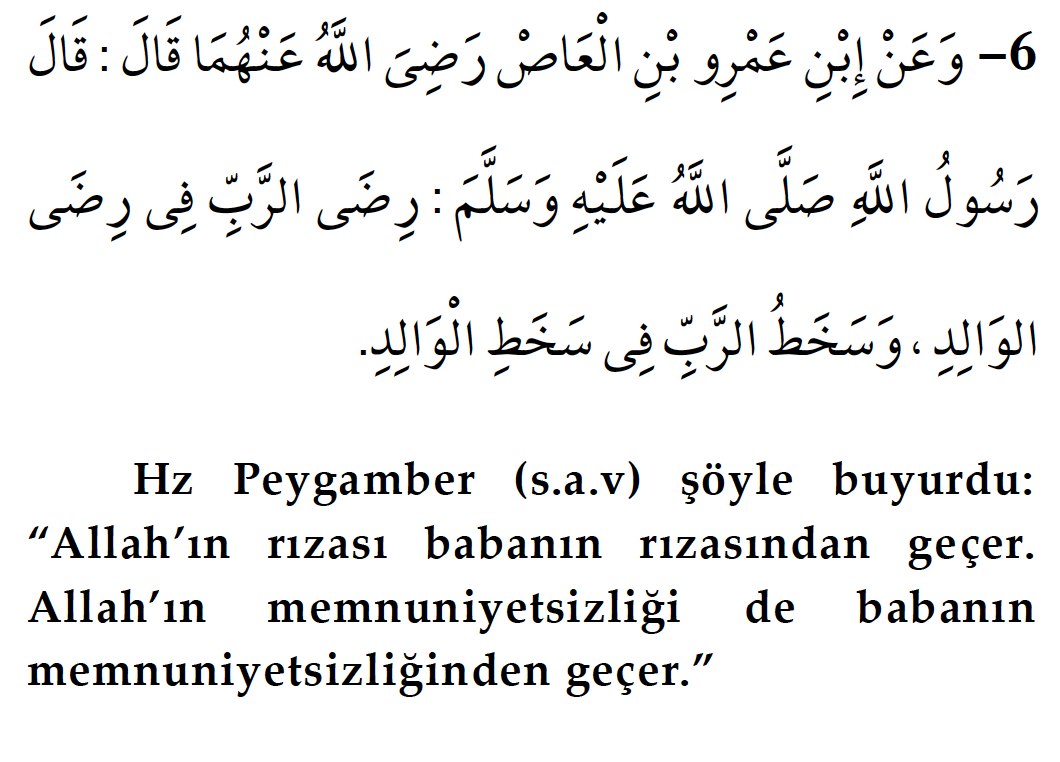 6– وَعَنْ إِبْنِ عَمْرِو بْنِ الْعَاصْ رَضِىَ اللَّهُ عَنْهُمَا قَالَ : قَالَ
رَسُولُ اللَّهِ صَلَّى اللَّهُ عَلَيْهِ وَسَلَّمَ : رِضَى الرَّبِّ فِى رِضَى
الوَالِدِ ، وَسَخَطُ الرَّبِّ فِى سَخَطِ الْوَالِدِ.
Hz Peygamber (s.a.v) şöyle buyurdu:
“Allah’ın rızası babanın rızasından geçer.
Allah’ın memnuniyetsizliği de babanın
memnuniyetsizliğinden geçer.”